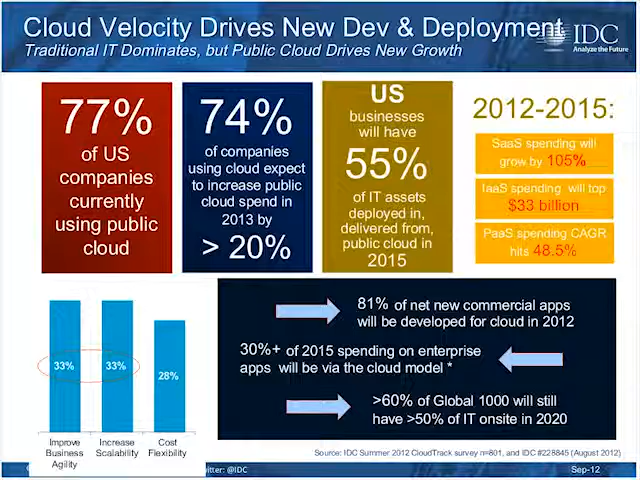 Cloud Velocity Drives New Dev & Deployment
Traditional IT Dominates, but Public Cloud Drives New Growth
IDC
Analyze the Future
77%
of US
companies
currently
using public
cloud
74%
of companies
using cloud expect
to increase public
cloud spend in
2013 by
> 20%
US
businesses
will have
55%
of IT assets
deployed in,
delivered from,
public cloud in
2015
2012-2015:
SaaS spending will
grow by 105%
IaaS spending will top
$33 billion
PaaS spending CAGR
hits 48.5%
33%
33%
28%
Improve
Business
Agility
Increase
Scalability
Cost
Flexibility
81% of net new commercial apps
will be developed for cloud in 2012
30%+ of 2015 spending on enterprise
apps will be via the cloud model *
>60% of Global 1000 will still
have >50% of IT onsite in 2020
Source: IDC Summer 2012 CloudTrack survey n=801, and IDC #228845 (August 2012)
@IDC
Sep-12